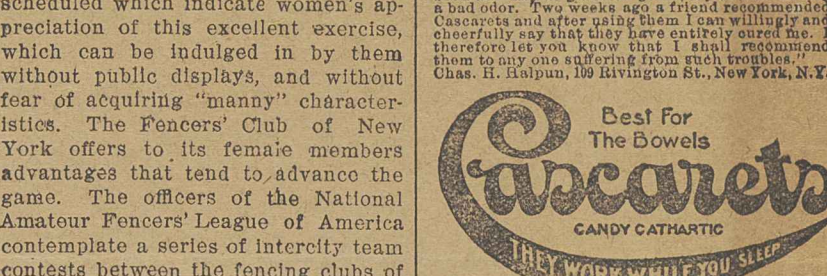 scheduled which indicate women's ap-
preciation of this excellent exercise,
which can be indulged in by them
without public displays, and without
fear of acquiring "manny" character-
istics. The Fencers' Club of New
York offers to its female members
advantages that tend to advance the
game. The officers of the National
Amateur Fencers' League of America
contemplate a series of intercity team
contests between the fencing clubs of
a bad odor. Two weeks ago a friend recommended
Cascarets and after using them I can willingly and
cheerfully say that they have entirely cured me. I
therefore let you know that I shall recommend
them to any one suffering from such troubles."
Chas. H. Halpun, 109 Rivington St., New York, N.Y.
Best For
The Bowels
Cascarets
CANDY CATHARTIC
THEY WORK WHILE YOU SLEEP